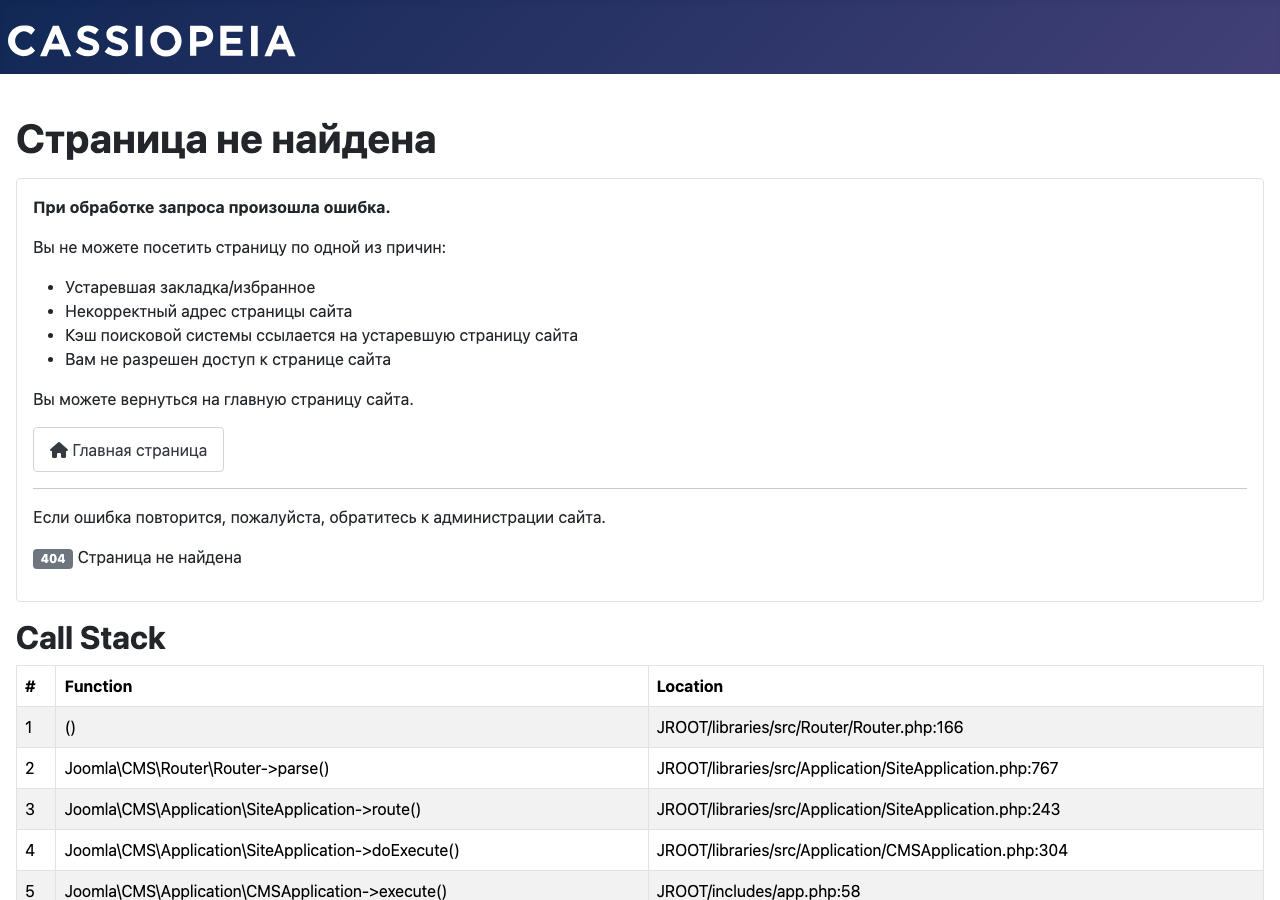 CASSIOPEIA
Страница не найдена
При обработке запроса произошла ошибка.
Вы не можете посетить страницу по одной из причин:
Устаревшая закладка/избранное
Некорректный адрес страницы сайта
Кэш поисковой системы ссылается на устаревшую страницу сайта
Вам не разрешен доступ к странице сайта
Вы можете вернуться на главную страницу сайта.
Главная страница
Если ошибка повторится, пожалуйста, обратитесь к администрации сайта.
404 Страница не найдена
Call Stack
# Function Location
1 () JROOT/libraries/src/Router/Router.php:166
2 Joomla\CMS\Router\Router->parse() JROOT/libraries/src/Application/SiteApplication.php:767
3 Joomla\CMS\Application\SiteApplication->route() JROOT/libraries/src/Application/SiteApplication.php:243
4 Joomla\CMS\Application\SiteApplication->doExecute() JROOT/libraries/src/Application/CMSApplication.php:304
5 Joomla\CMS\Application\CMSApplication->execute() JROOT/includes/app.php:58